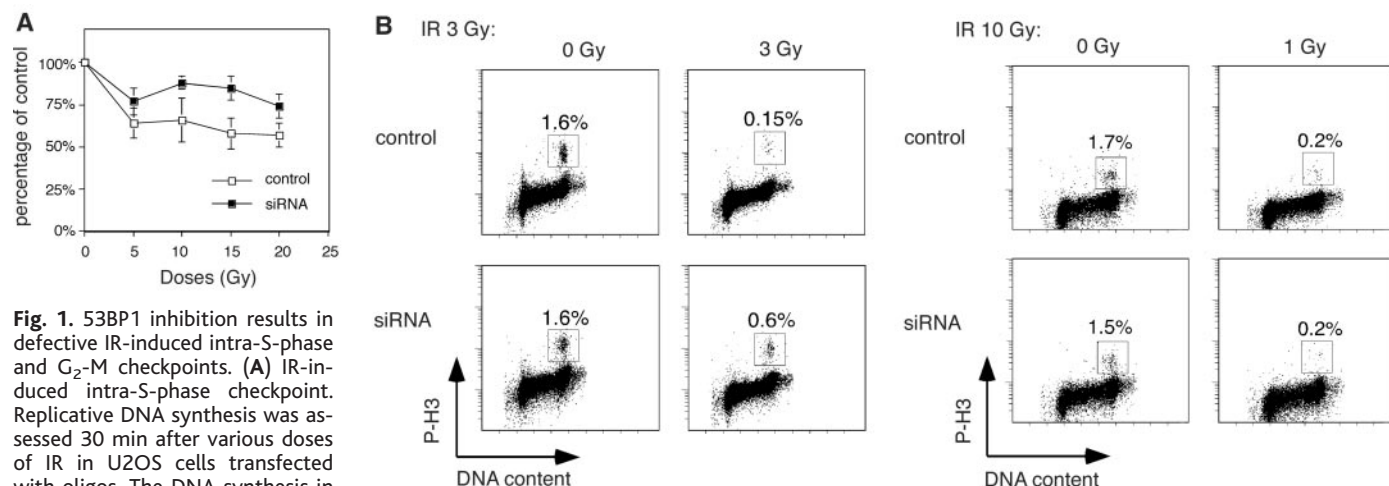 A
percentage of control
100%
75%
50%
25%
0%
control
siRNA
0 5 10 15 20 25
Doses (Gy)
Fig. 1. 53BP1 inhibition results in
defective IR-induced intra-S-phase
and G2-M checkpoints. (A) IR-in-
duced intra-S-phase checkpoint.
Replicative DNA synthesis was as-
sessed 30 min after various doses
of IR in U2OS cells transfected
with oligos. The DNA synthesis in
B
IR 3 Gy:
0 Gy 3 Gy
control
1.6% 0.15%
siRNA
1.6% 0.6%
P-H3
DNA content
IR 10 Gy:
0 Gy 1 Gy
control
1.7% 0.2%
siRNA
1.5% 0.2%
DNA content